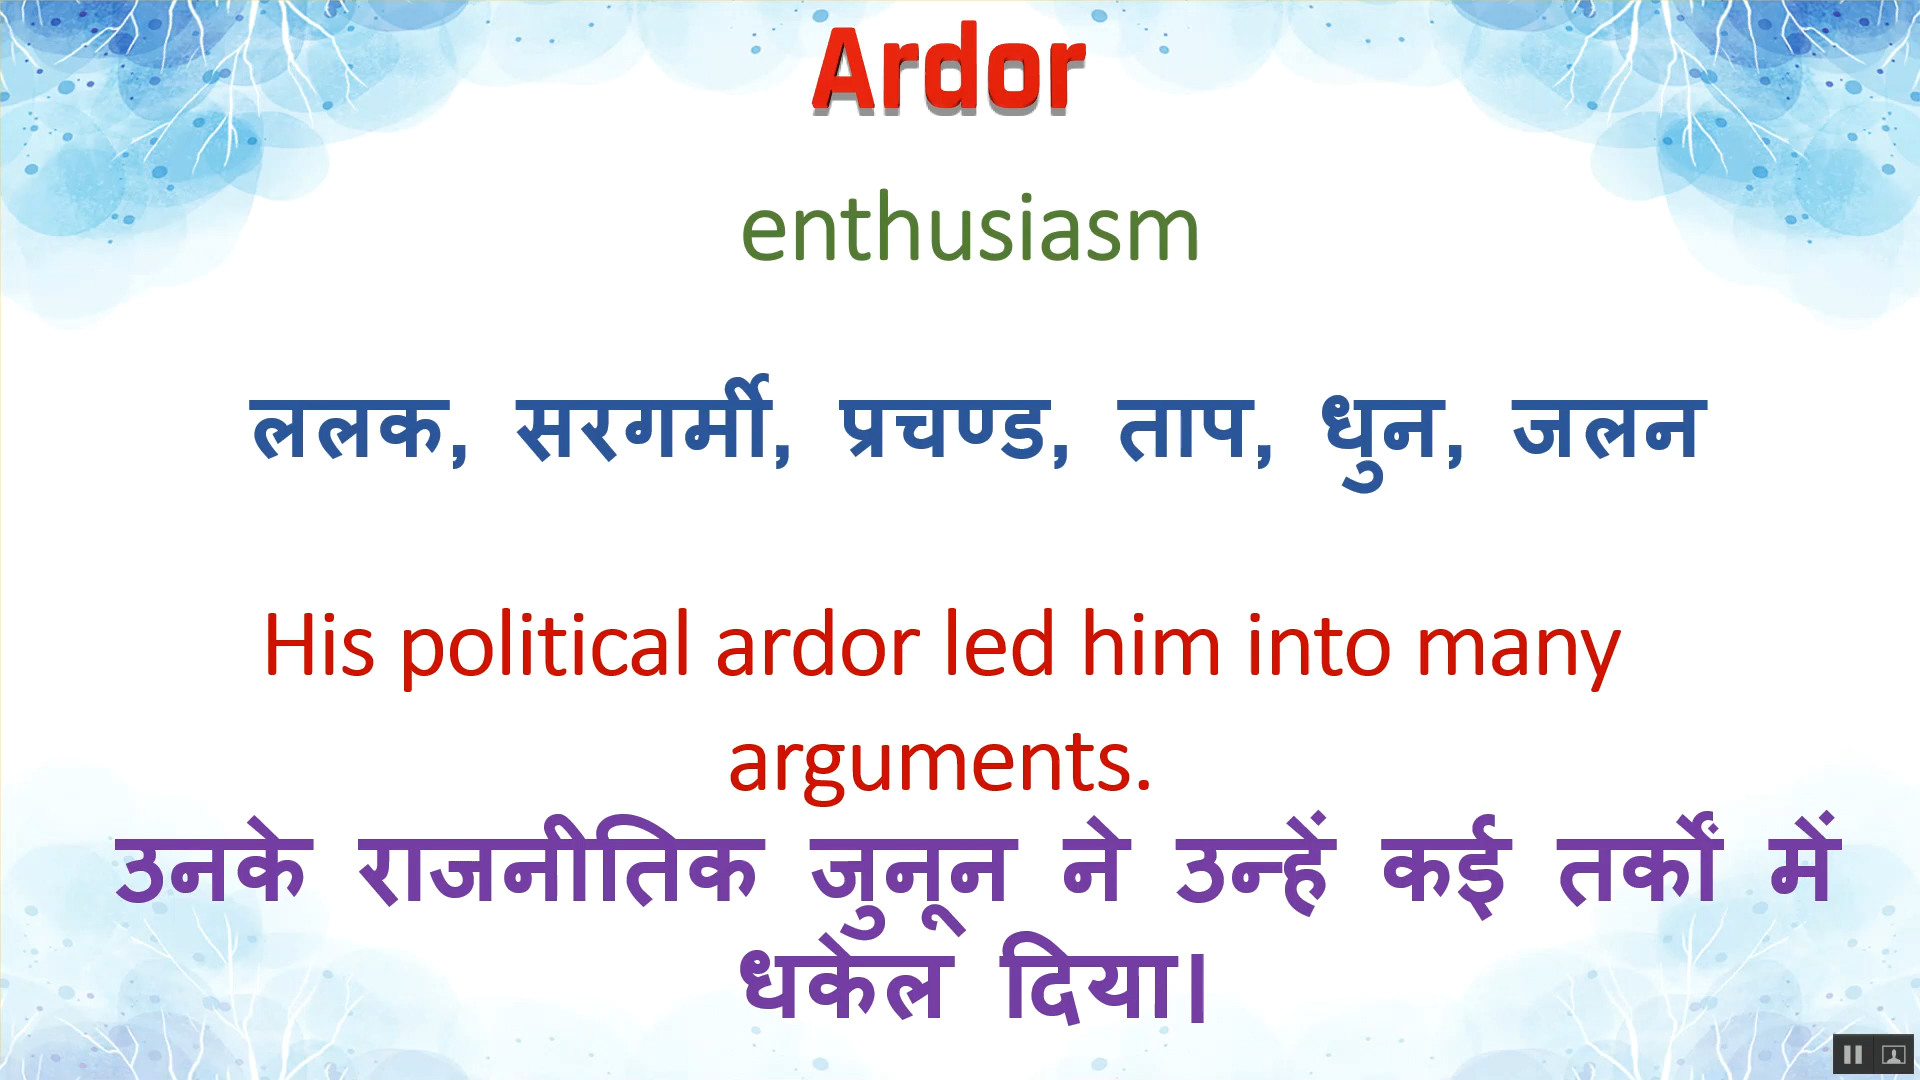 Ardor
enthusiasm
ललक, सरगर्मी, प्रचण्ड, ताप, धुन, जलन
His political ardor led him into many
arguments.
उनके राजनीतिक जुनून ने उन्हें कई तर्कों में
धकेल दिया।